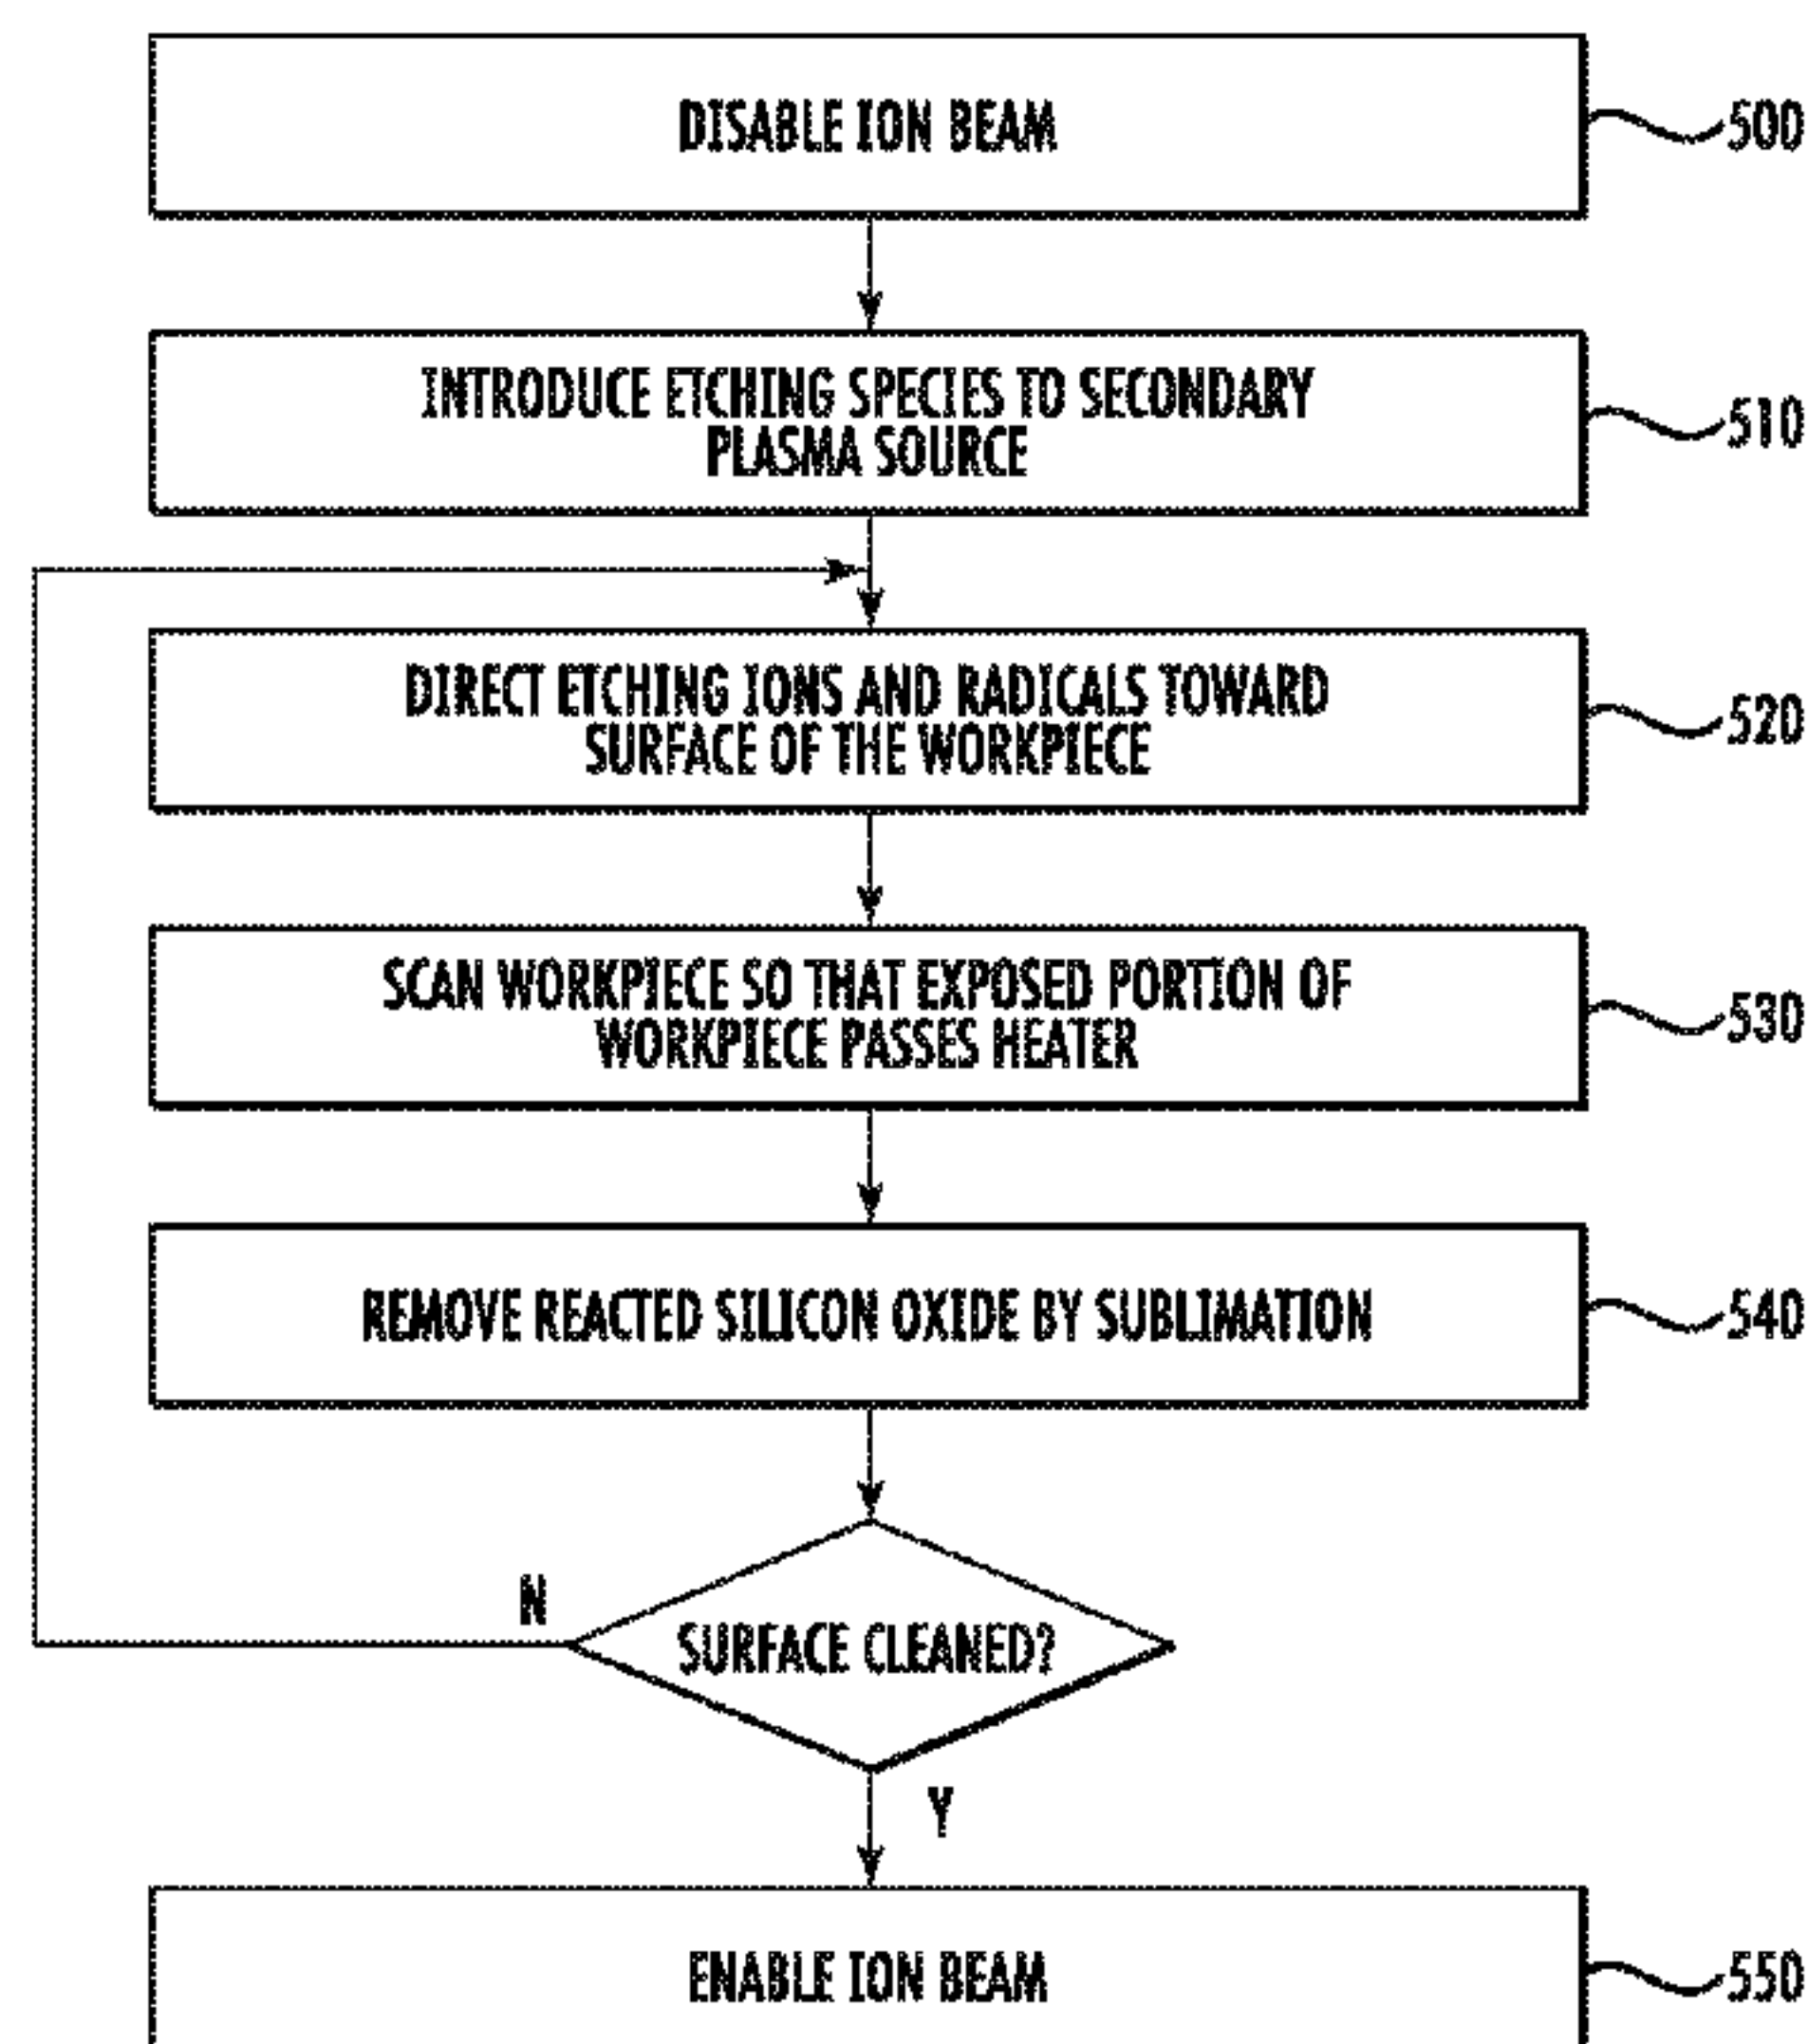 DISABLE ION BEAM
500
INTRODUCE ETCHING SPECIES TO SECONDARY
PLASMA SOURCE
510
DIRECT ETCHING IONS AND RADICALS TOWARD
SURFACE OF THE WORKPIECE
520
SCAN WORKPIECE SO THAT EXPOSED PORTION OF
WORKPIECE PASSES HEATER
530
REMOVE REACTED SILICON OXIDE BY SUBLIMATION
540
N
SURFACE CLEANED?
Y
ENABLE ION BEAM
550